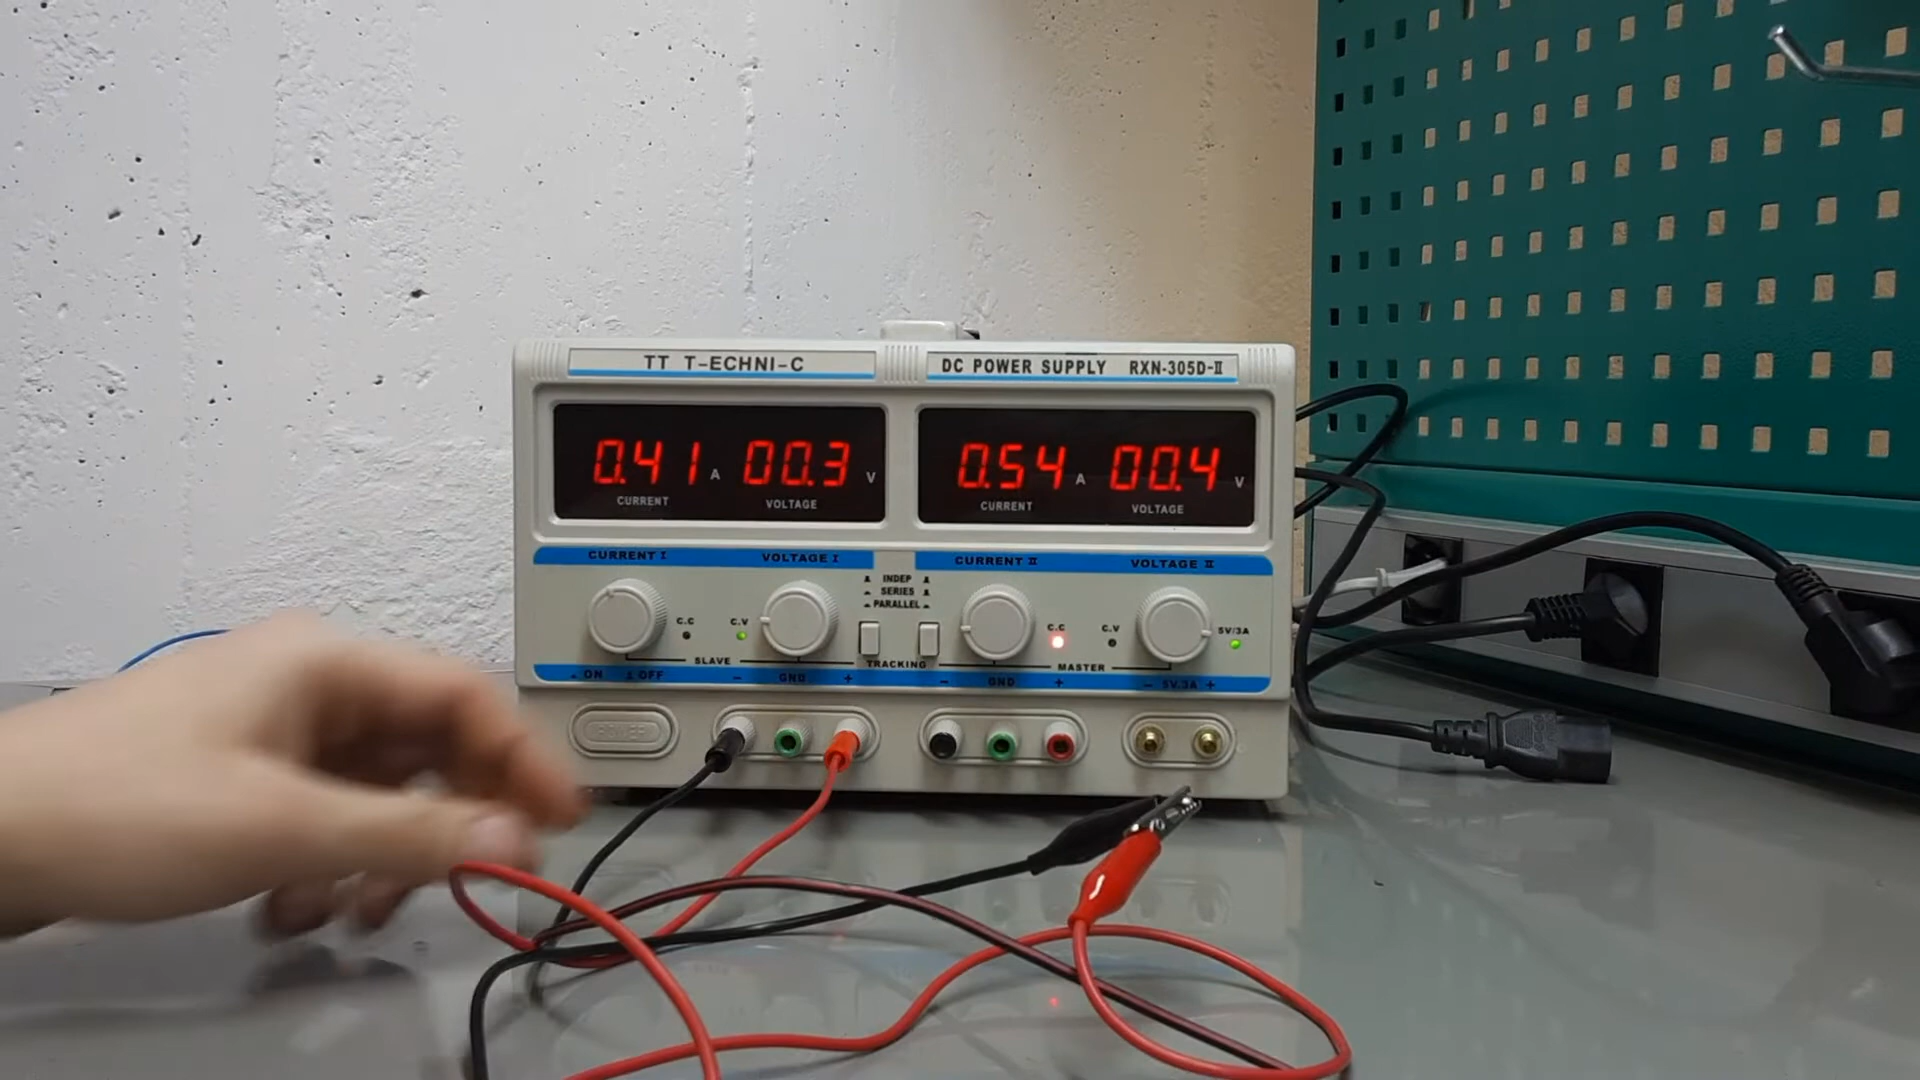 TT T-ECHNI-C
DC POWER SUPPLY RXN-305D-II
0.41 A 00.3 V
CURRENT VOLTAGE
0.54 A 00.4 V
CURRENT VOLTAGE
CURRENT I VOLTAGE I
CURRENT II VOLTAGE II
INDEP
SERIES
PARALLEL
C.C C.V
C.C C.V 5V/3A
SLAVE TRACKING MASTER
ON OFF - GND + - GND + - 5V.3A +
POWER